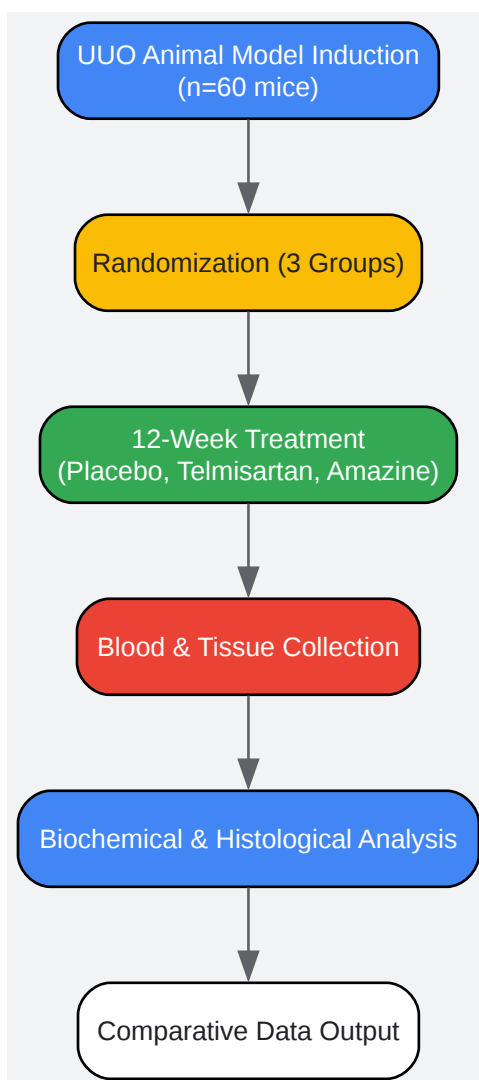 UUO Animal Model Induction
(n=60 mice)
Randomization (3 Groups)
12-Week Treatment
(Placebo, Telmisartan, Amazine)
Blood & Tissue Collection
Biochemical & Histological Analysis
Comparative Data Output